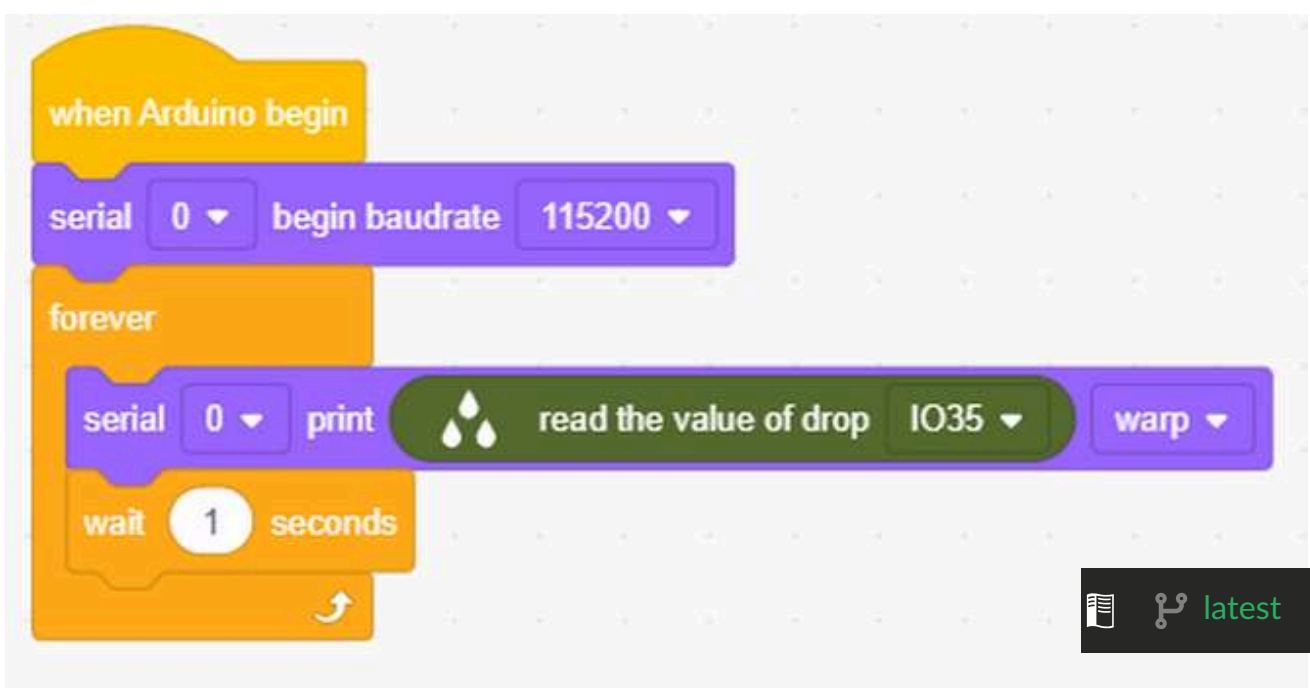 when Arduino begin
serial 0 begin baudrate 115200
forever
serial 0 print read the value of drop IO35 warp
wait 1 seconds
latest